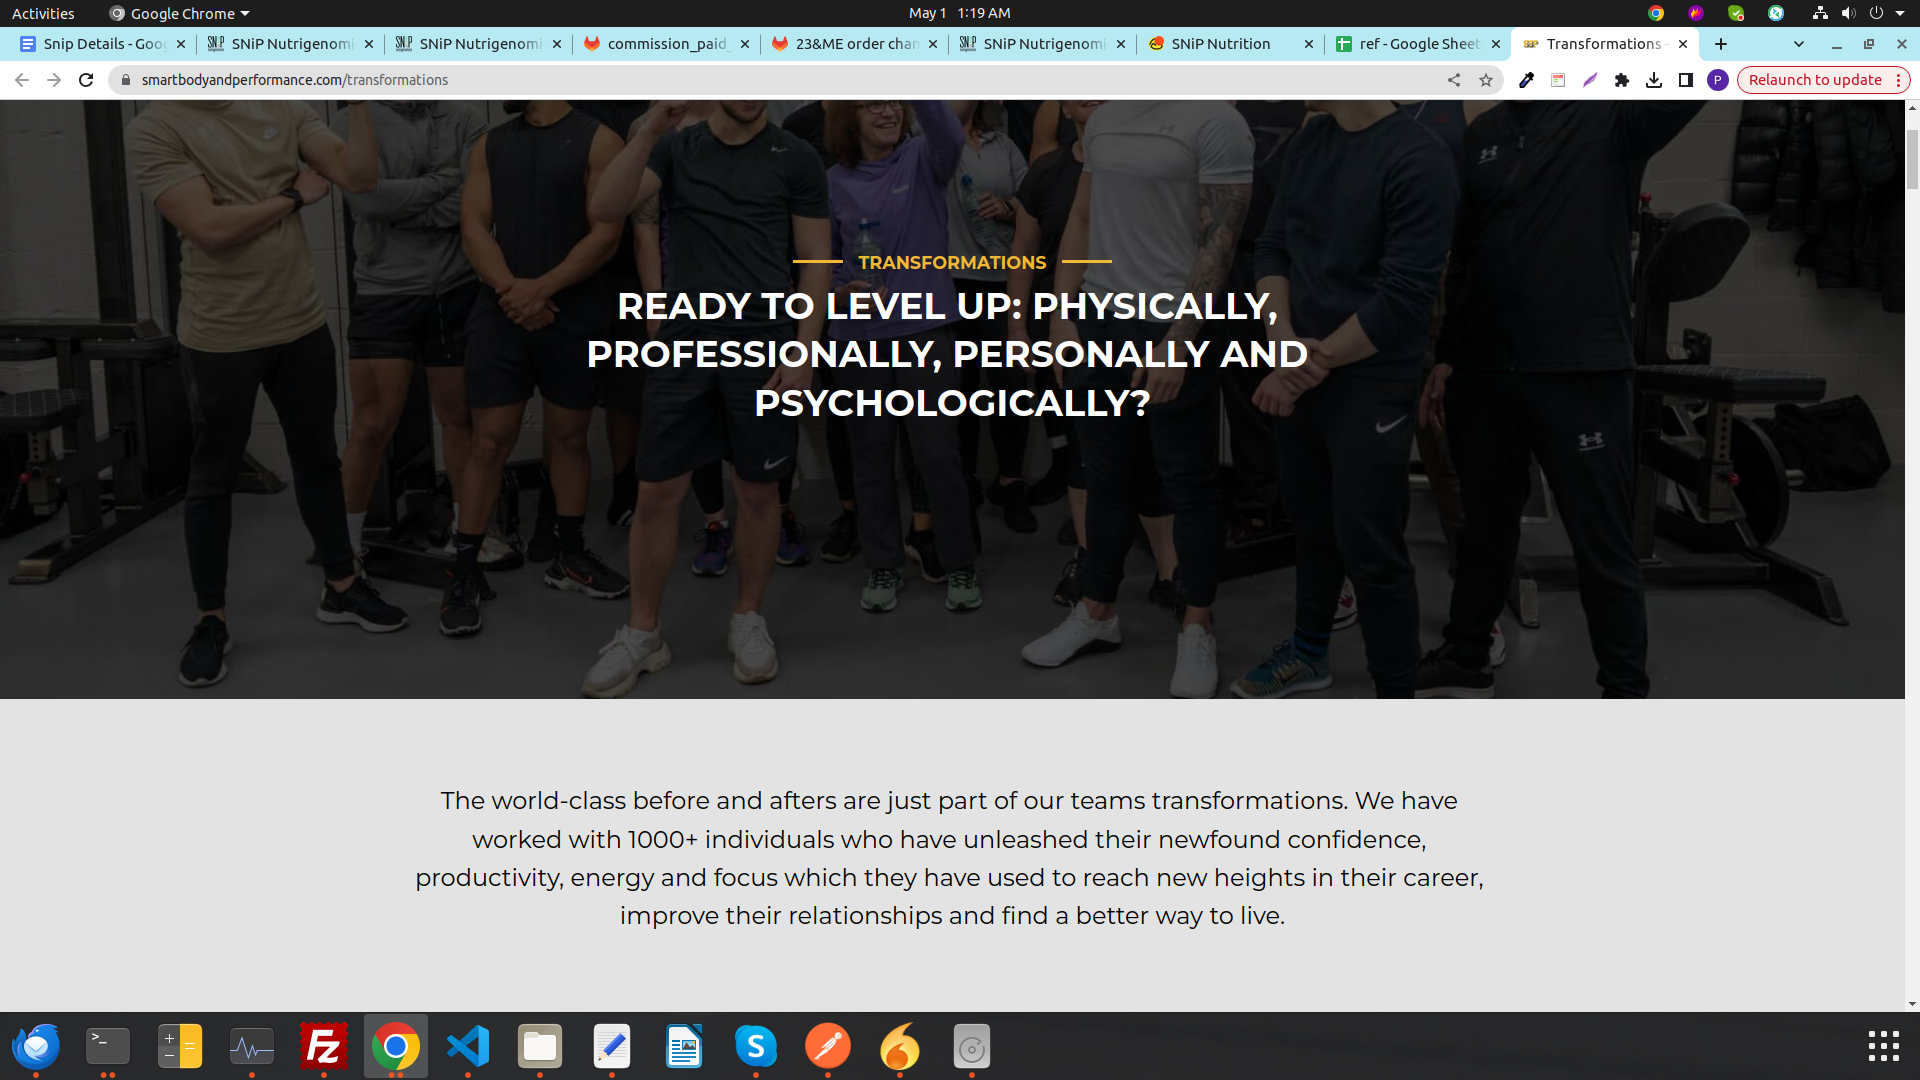 Activities
Google Chrome
May 1 1:19 AM
Snip Details - Goog
SNiP Nutrigenomi
SNiP Nutrigenomi
commission_paid_
23&ME order chan
SNiP Nutrigenomi
SNiP Nutrition
ref - Google Sheet
Transformations -
smartbodyandperformance.com/transformations
P
Relaunch to update
TRANSFORMATIONS
READY TO LEVEL UP: PHYSICALLY,
PROFESSIONALLY, PERSONALLY AND
PSYCHOLOGICALLY?
The world-class before and afters are just part of our teams transformations. We have
worked with 1000+ individuals who have unleashed their newfound confidence,
productivity, energy and focus which they have used to reach new heights in their career,
improve their relationships and find a better way to live.